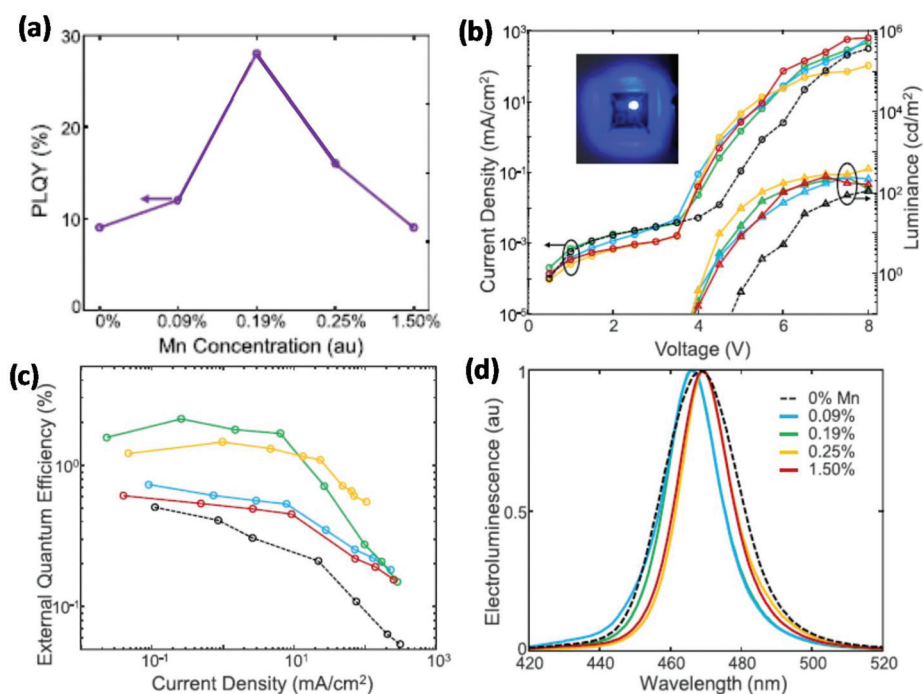 (a)
30
20
10
0
PLQY (%)
0% 0.09% 0.19% 0.25% 1.50%
Mn Concentration (au)
(b)
10³
10¹
10⁻¹
10⁻³
10⁻⁵
Current Density (mA/cm²)
0 2 4 6 8
Voltage (V)
10⁶
10⁴
10²
10⁰
Luminance (cd/m²)
(c)
10⁰
10⁻¹
External Quantum Efficiency (%)
10⁻¹ 10¹ 10³
Current Density (mA/cm²)
(d)
1
0.5
0
Electroluminescence (au)
0% Mn
0.09%
0.19%
0.25%
1.50%
420 440 460 480 500 520
Wavelength (nm)